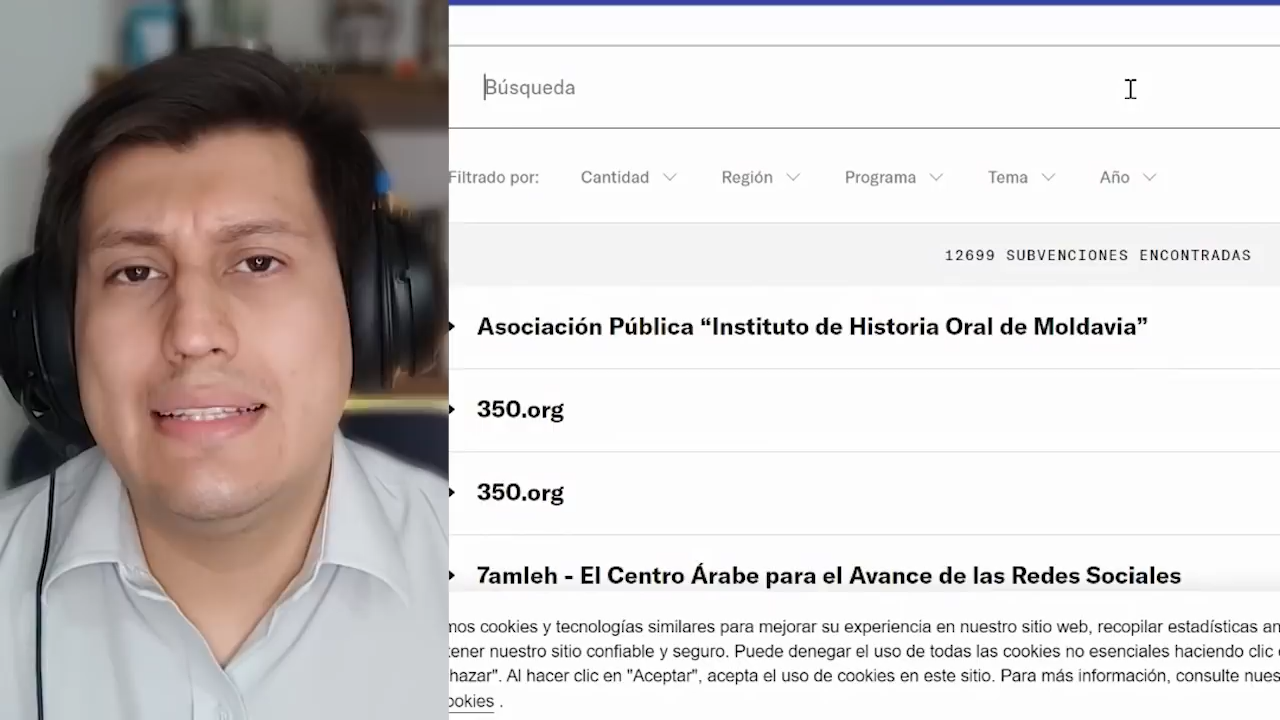 Búsqueda
Filtrado por: Cantidad Región Programa Tema Año
12699 SUBVENCIONES ENCONTRADAS
Asociación Pública “Instituto de Historia Oral de Moldavia”
350.org
350.org
7amleh - El Centro Árabe para el Avance de las Redes Sociales
mos cookies y tecnologías similares para mejorar su experiencia en nuestro sitio web, recopilar estadísticas an
tener nuestro sitio confiable y seguro. Puede denegar el uso de todas las cookies no esenciales haciendo clic
hazar". Al hacer clic en "Aceptar", acepta el uso de cookies en este sitio. Para más información, consulte nues
ookies .